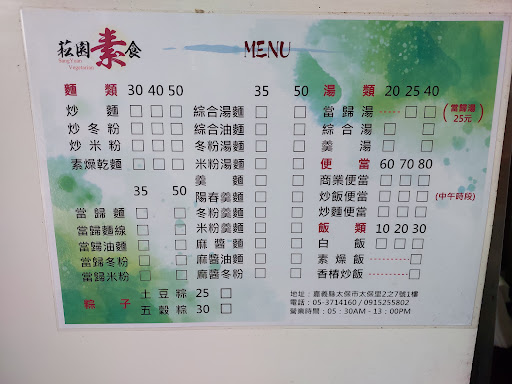 菘園素食
Sung Yuan
Vegetarian
MENU
麵類 30 40 50
炒麵 □ □ □
炒冬粉 □ □ □
炒米粉 □ □ □
素燥乾麵 □ □ □
35 50
當歸麵 □ □
當歸麵線 □ □
當歸油麵 □ □
當歸冬粉 □ □
當歸米粉 □ □
粽子
土豆粽 25 □
五穀粽 30 □
35 50
綜合湯麵 □ □
綜合油麵 □ □
冬粉湯麵 □ □
米粉湯麵 □ □
羹麵 □ □
陽春羹麵 □ □
冬粉羹麵 □ □
米粉羹麵 □ □
麻醬麵 □ □
麻醬油麵 □ □
麻醬冬粉 □ □
湯類 20 25 40
當歸湯 ------ □ □ (當歸湯 25元)
綜合湯 □ □ □
羹湯 □ □ □
便當 60 70 80
商業便當 □ □ □
炒飯便當 □ □ □ (中午時段)
炒麵便當 □ □ □
飯類 10 20 30
白飯 □ □ □
素燥飯 ------ □ □
香椿炒飯 ------ □
地址：嘉義縣太保市太保里2之27號1樓
電話：05-3714160 / 0915255802
營業時間：05：30AM - 13：00PM